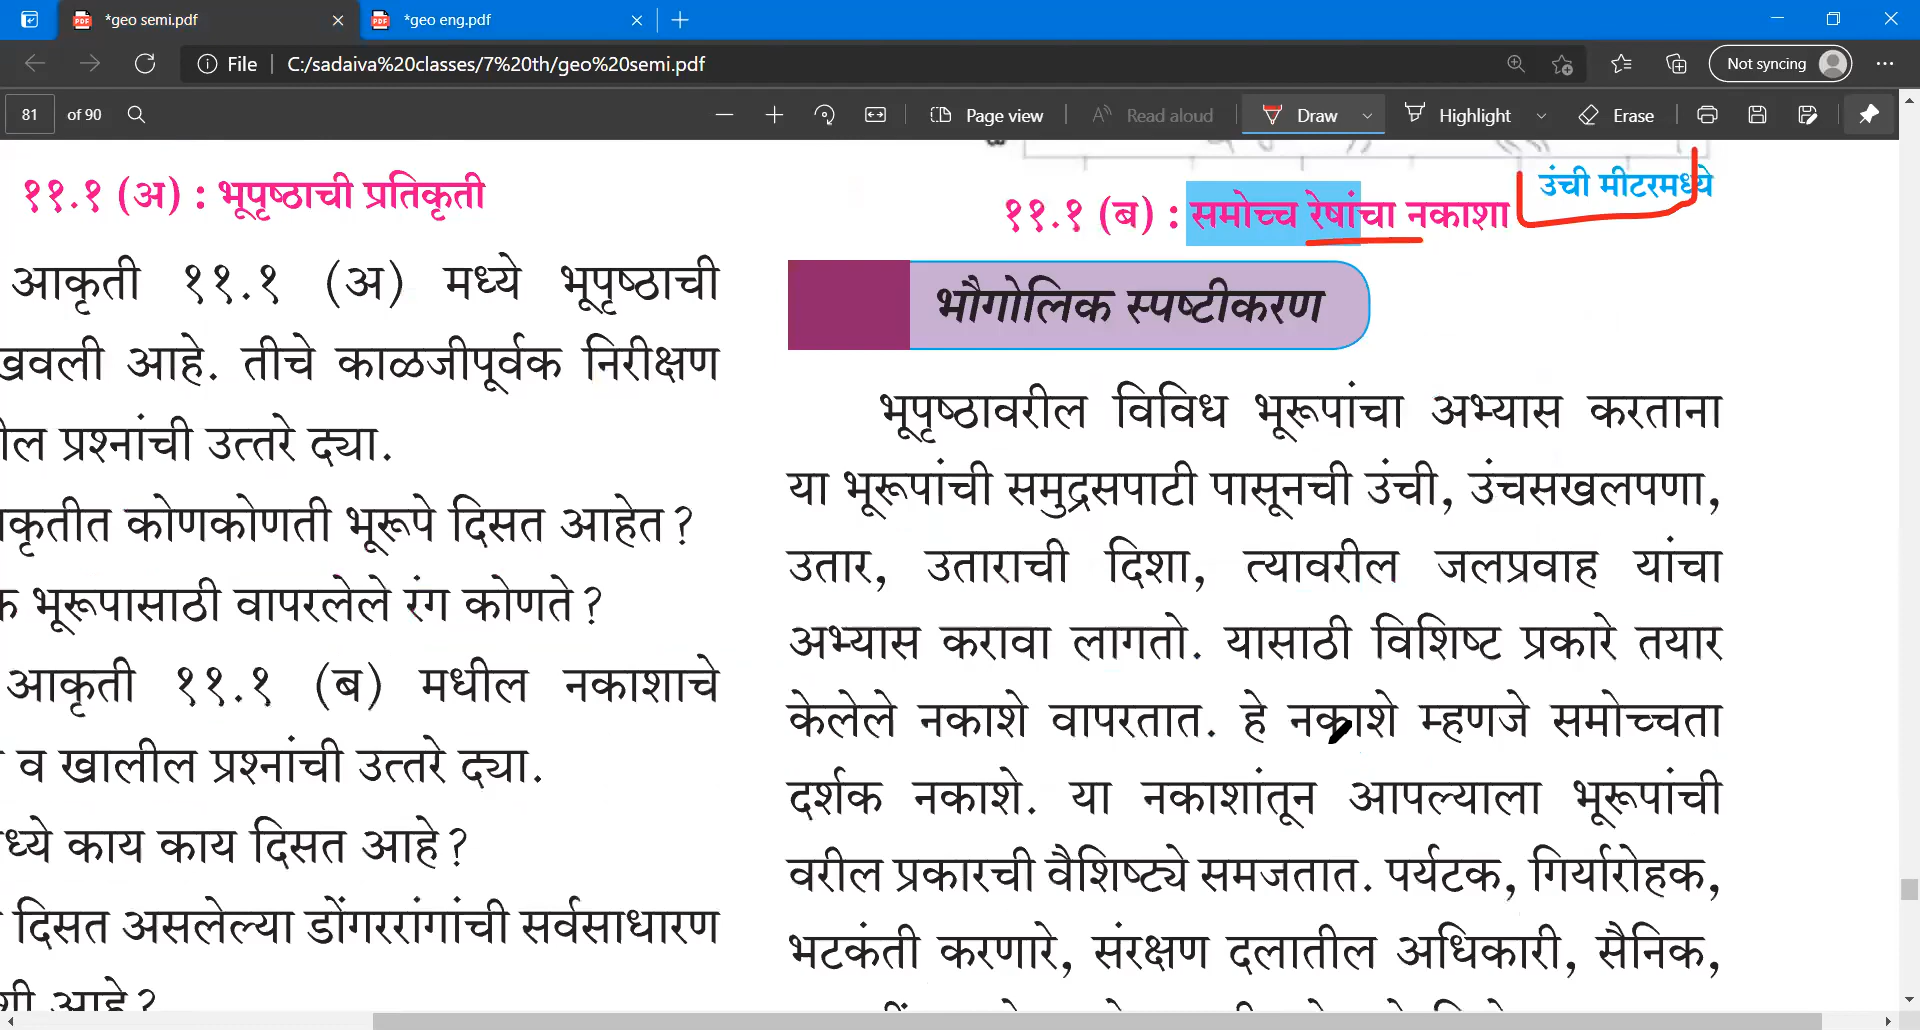 *geo semi.pdf
*geo eng.pdf
File
C:/sadaiva%20classes/7%20th/geo%20semi.pdf
Not syncing
81 of 90
Page view
Read aloud
Draw
Highlight
Erase
११.१ (अ) : भूपृष्ठाची प्रतिकृती
आकृती ११.१ (अ) मध्ये भूपृष्ठाची
खवली आहे. तीचे काळजीपूर्वक निरीक्षण
ील प्रश्नांची उत्तरे द्या.
कृतीत कोणकोणती भूरूपे दिसत आहेत?
क भूरूपासाठी वापरलेले रंग कोणते?
आकृती ११.१ (ब) मधील नकाशाचे
व खालील प्रश्नांची उत्तरे द्या.
ध्ये काय काय दिसत आहे?
दिसत असलेल्या डोंगररांगांची सर्वसाधारण
शी आहे?
उंची मीटरमध्ये
११.१ (ब) : समोच्च रेषांचा नकाशा
भौगोलिक स्पष्टीकरण
भूपृष्ठावरील विविध भूरूपांचा अभ्यास करताना
या भूरूपांची समुद्रसपाटी पासूनची उंची, उंचसखलपणा,
उतार, उताराची दिशा, त्यावरील जलप्रवाह यांचा
अभ्यास करावा लागतो. यासाठी विशिष्ट प्रकारे तयार
केलेले नकाशे वापरतात. हे नकाशे म्हणजे समोच्चता
दर्शक नकाशे. या नकाशांतून आपल्याला भूरूपांची
वरील प्रकारची वैशिष्ट्ये समजतात. पर्यटक, गिर्यारोहक,
भटकंती करणारे, संरक्षण दलातील अधिकारी, सैनिक,